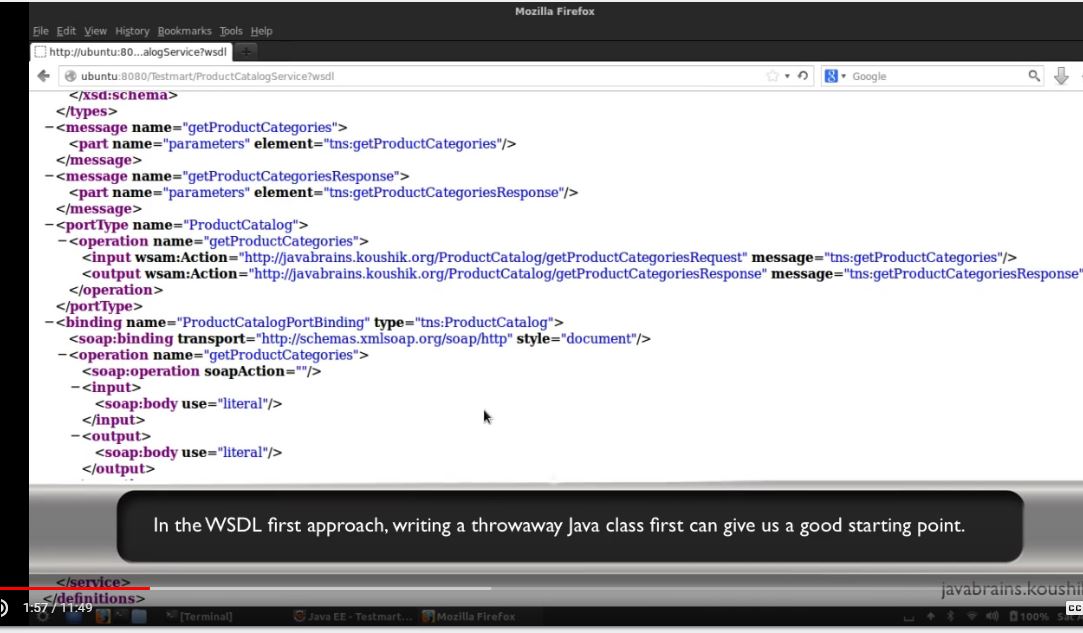 Mozilla Firefox
File Edit View History Bookmarks Tools Help
http://ubuntu:80...alogService?wsdl
ubuntu:8080/Testmart/ProductCatalogService?wsdl
Google
</xsd:schema>
</types>
−<message name="getProductCategories">
<part name="parameters" element="tns:getProductCategories"/>
</message>
−<message name="getProductCategoriesResponse">
<part name="parameters" element="tns:getProductCategoriesResponse"/>
</message>
−<portType name="ProductCatalog">
−<operation name="getProductCategories">
<input wsam:Action="http://javabrains.koushik.org/ProductCatalog/getProductCategoriesRequest" message="tns:getProductCategories"/>
<output wsam:Action="http://javabrains.koushik.org/ProductCatalog/getProductCategoriesResponse" message="tns:getProductCategoriesResponse"
</operation>
</portType>
−<binding name="ProductCatalogPortBinding" type="tns:ProductCatalog">
<soap:binding transport="http://schemas.xmlsoap.org/soap/http" style="document"/>
−<operation name="getProductCategories">
<soap:operation soapAction=""/>
−<input>
<soap:body use="literal"/>
</input>
−<output>
<soap:body use="literal"/>
</output>
In the WSDL first approach, writing a throwaway Java class first can give us a good starting point.
</service>
</definitions>
javabrains.koushi
1:57 / 11:49
CC
[Terminal]
Java EE - Testmart...
Mozilla Firefox
100%